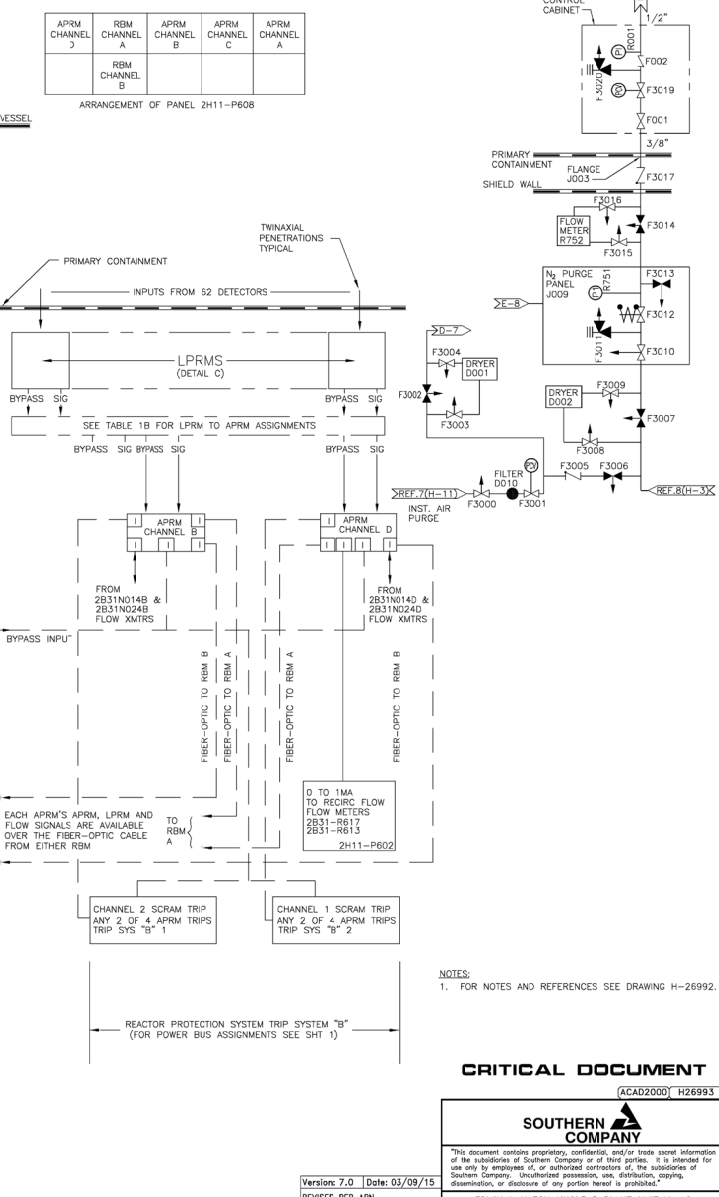 CONTROL
CABINET
1/2"
APRM
CHANNEL
RBM
CHANNEL
A
APRM
CHANNEL
B
APRM
CHANNEL
C
APRM
CHANNEL
A
RBM
CHANNEL
B
ARRANGEMENT OF PANEL 2H11-P608
R001
PI
F002
F3020
PCV
F3019
F001
VESSEL
3/8"
PRIMARY
CONTAINMENT
FLANGE
J003
F3017
SHIELD WALL
F3016
FLOW
METER
R752
F3014
F3015
TWINAXIAL
PENETRATIONS
TYPICAL
PRIMARY CONTAINMENT
INPUTS FROM 62 DETECTORS
N₂ PURGE
PANEL
J009
R751
PI
F3013
F3012
F3011
F3010
E-8
D-7
LPRMS
(DETAIL C)
F3004
DRYER
D001
F3002
F3003
DRYER
D002
F3009
F3007
F3008
BYPASS SIG
BYPASS SIG
SEE TABLE 1B FOR LPRM TO APRM ASSIGNMENTS
BYPASS SIG BYPASS SIG
BYPASS SIG
FILTER
D010
PCV
F3005
F3006
REF.7(H-11)
F3000
F3001
REF.8(H-3)
INST. AIR
PURGE
I
I
APRM
CHANNEL B
I
I
I
I
APRM
CHANNEL D
I
I
I
I
FROM
2B31N014B &
2B31N024B
FLOW XMTRS
FROM
2B31N014D &
2B31N024D
FLOW XMTRS
BYPASS INPUT
FIBER-OPTIC TO RBM B
FIBER-OPTIC TO RBM A
FIBER-OPTIC TO RBM A
FIBER-OPTIC TO RBM B
0 TO 1MA
TO RECIRC FLOW
FLOW METERS
2B31-R617
2B31-R613
2H11-P602
EACH APRM'S APRM, LPRM AND
FLOW SIGNALS ARE AVAILABLE
OVER THE FIBER-OPTIC CABLE
FROM EITHER RBM
TO
RBM
A
CHANNEL 2 SCRAM TRIP
ANY 2 OF 4 APRM TRIPS
TRIP SYS "B" 1
CHANNEL 1 SCRAM TRIP
ANY 2 OF 4 APRM TRIPS
TRIP SYS "B" 2
NOTES:
1. FOR NOTES AND REFERENCES SEE DRAWING H-26992.
REACTOR PROTECTION SYSTEM TRIP SYSTEM "B"
(FOR POWER BUS ASSIGNMENTS SEE SHT 1)
CRITICAL DOCUMENT
ACAD2000 H26993
SOUTHERN
COMPANY
"This document contains proprietary, confidential, and/or trade secret information
of the subsidiaries of Southern Company or of third parties. It is intended for
use only by employees of, or authorized contractors of, the subsidiaries of
Southern Company. Unauthorized possession, use, distribution, copying,
dissemination, or disclosure of any portion hereof is prohibited."
Version: 7.0 Date: 03/09/15
REVISED PER ABN